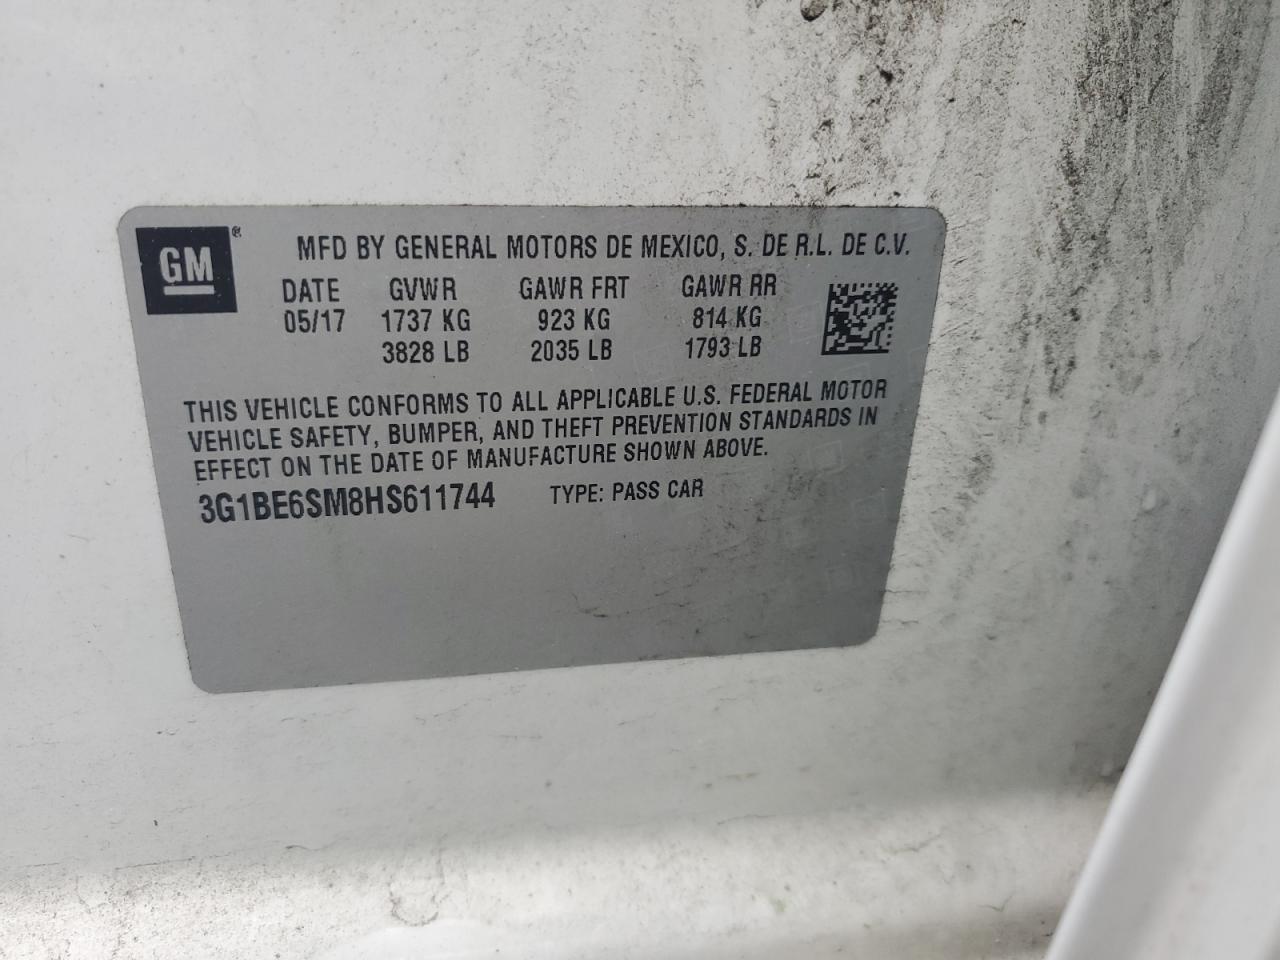 GM®
MFD BY GENERAL MOTORS DE MEXICO, S. DE R.L. DE C.V.
DATE GVWR GAWR FRT GAWR RR
05/17 1737 KG 923 KG 814 KG
3828 LB 2035 LB 1793 LB
THIS VEHICLE CONFORMS TO ALL APPLICABLE U.S. FEDERAL MOTOR
VEHICLE SAFETY, BUMPER, AND THEFT PREVENTION STANDARDS IN
EFFECT ON THE DATE OF MANUFACTURE SHOWN ABOVE.
3G1BE6SM8HS611744 TYPE: PASS CAR